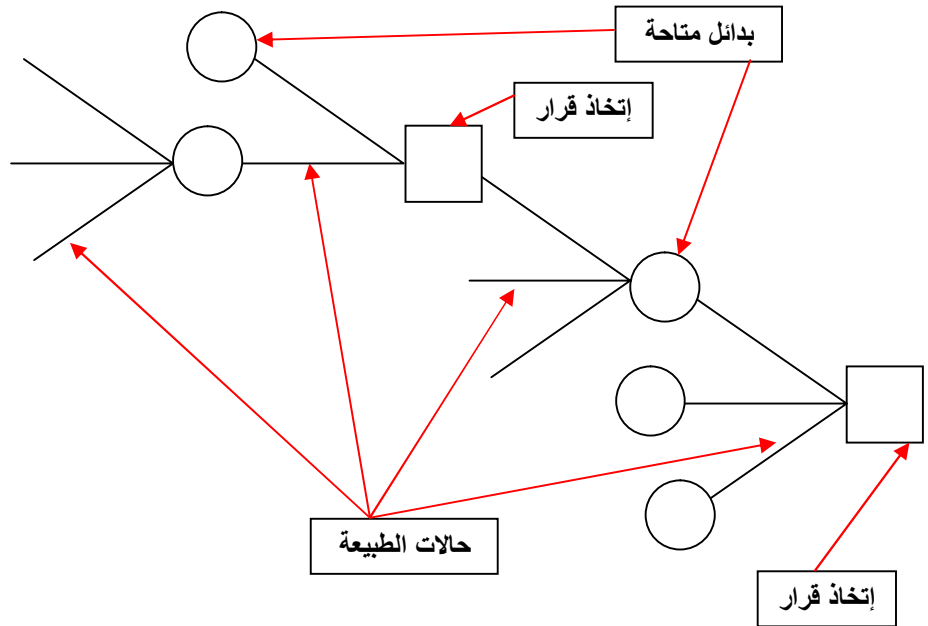 بدائل متاحة
إتخاذ قرار
حالات الطبيعة
إتخاذ قرار